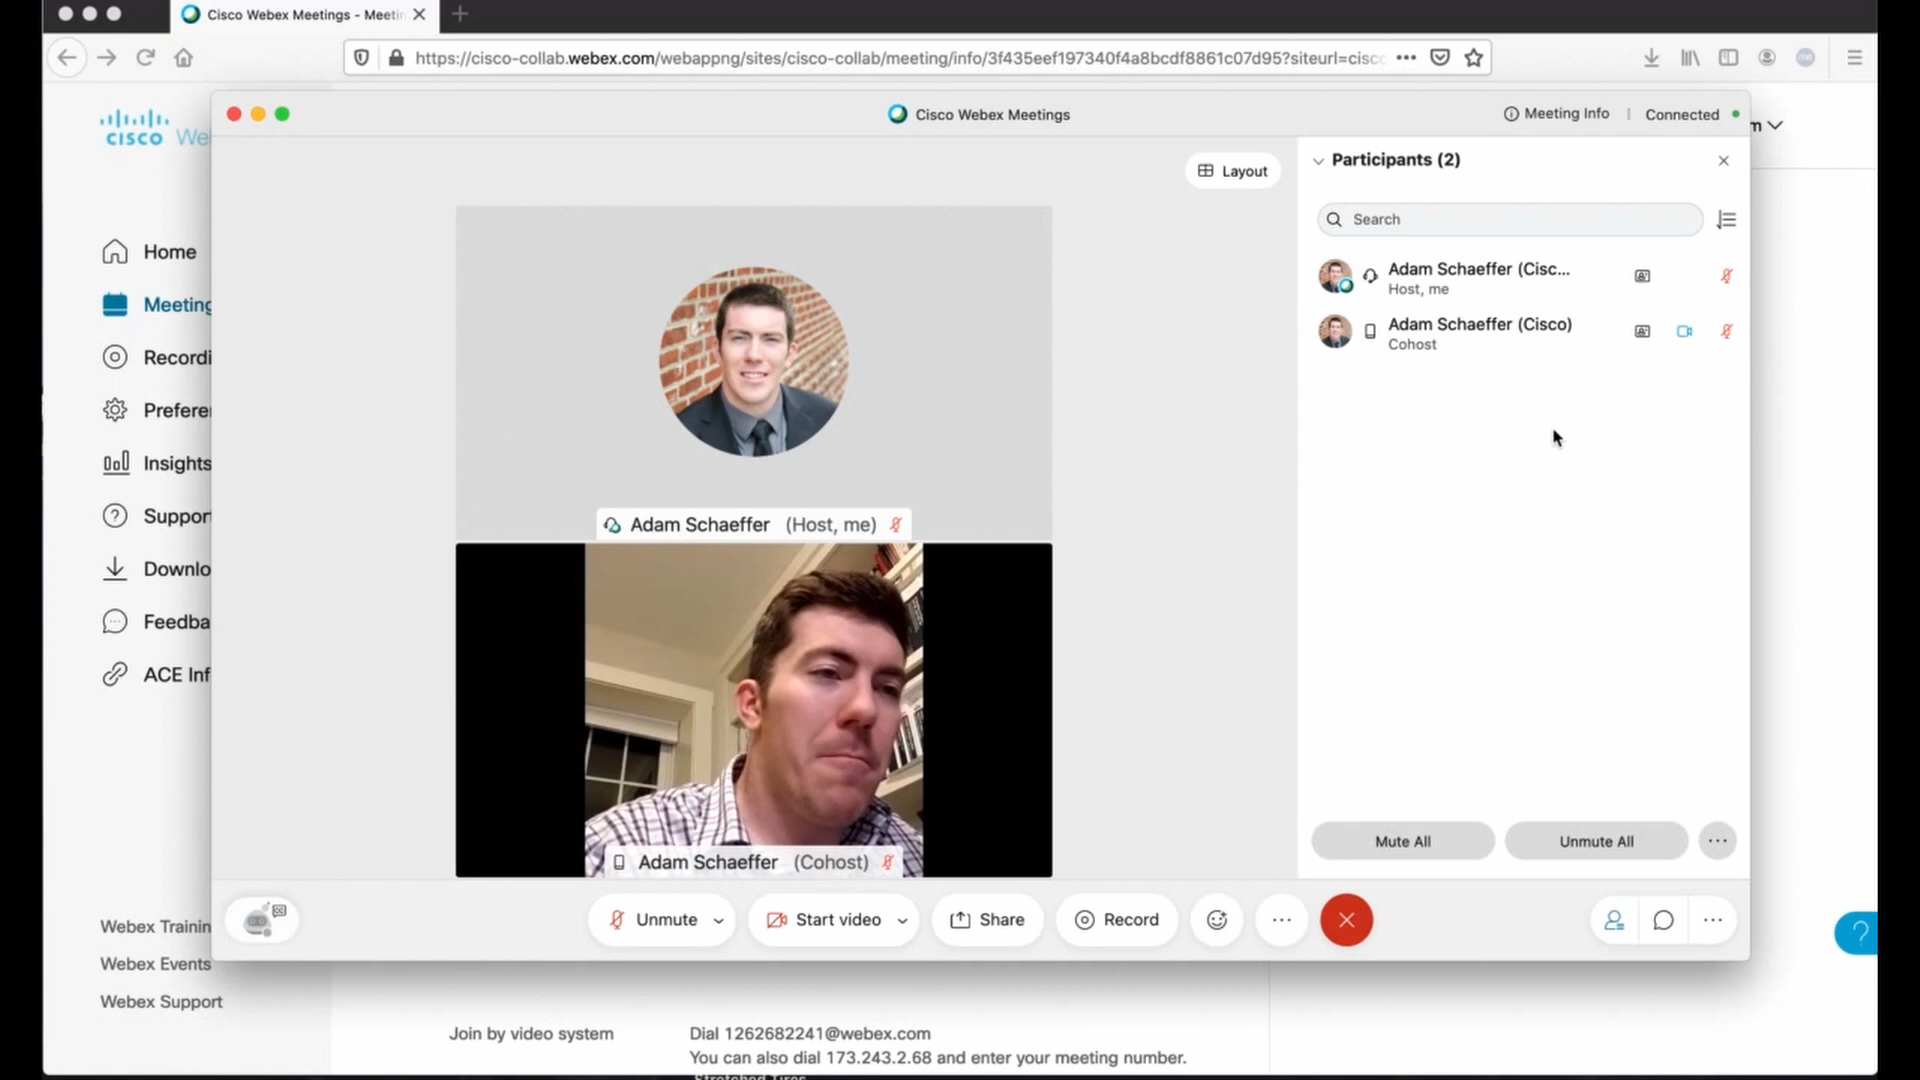 Cisco Webex Meetings - Meetin
https://cisco-collab.webex.com/webappng/sites/cisco-collab/meeting/info/3f435eef197340f4a8bcdf8861c07d95?siteurl=cisco
CISCO We
m
Home
Meeting
Recordi
Prefere
Insights
Support
Downlo
Feedba
ACE Inf
Webex Trainin
Webex Events
Webex Support
Cisco Webex Meetings
Meeting Info
Connected
Layout
Adam Schaeffer (Host, me)
Adam Schaeffer (Cohost)
Participants (2)
Search
Adam Schaeffer (Cisc...
Host, me
Adam Schaeffer (Cisco)
Cohost
Mute All
Unmute All
Unmute
Start video
Share
Record
Join by video system
Dial 1262682241@webex.com
You can also dial 173.243.2.68 and enter your meeting number.